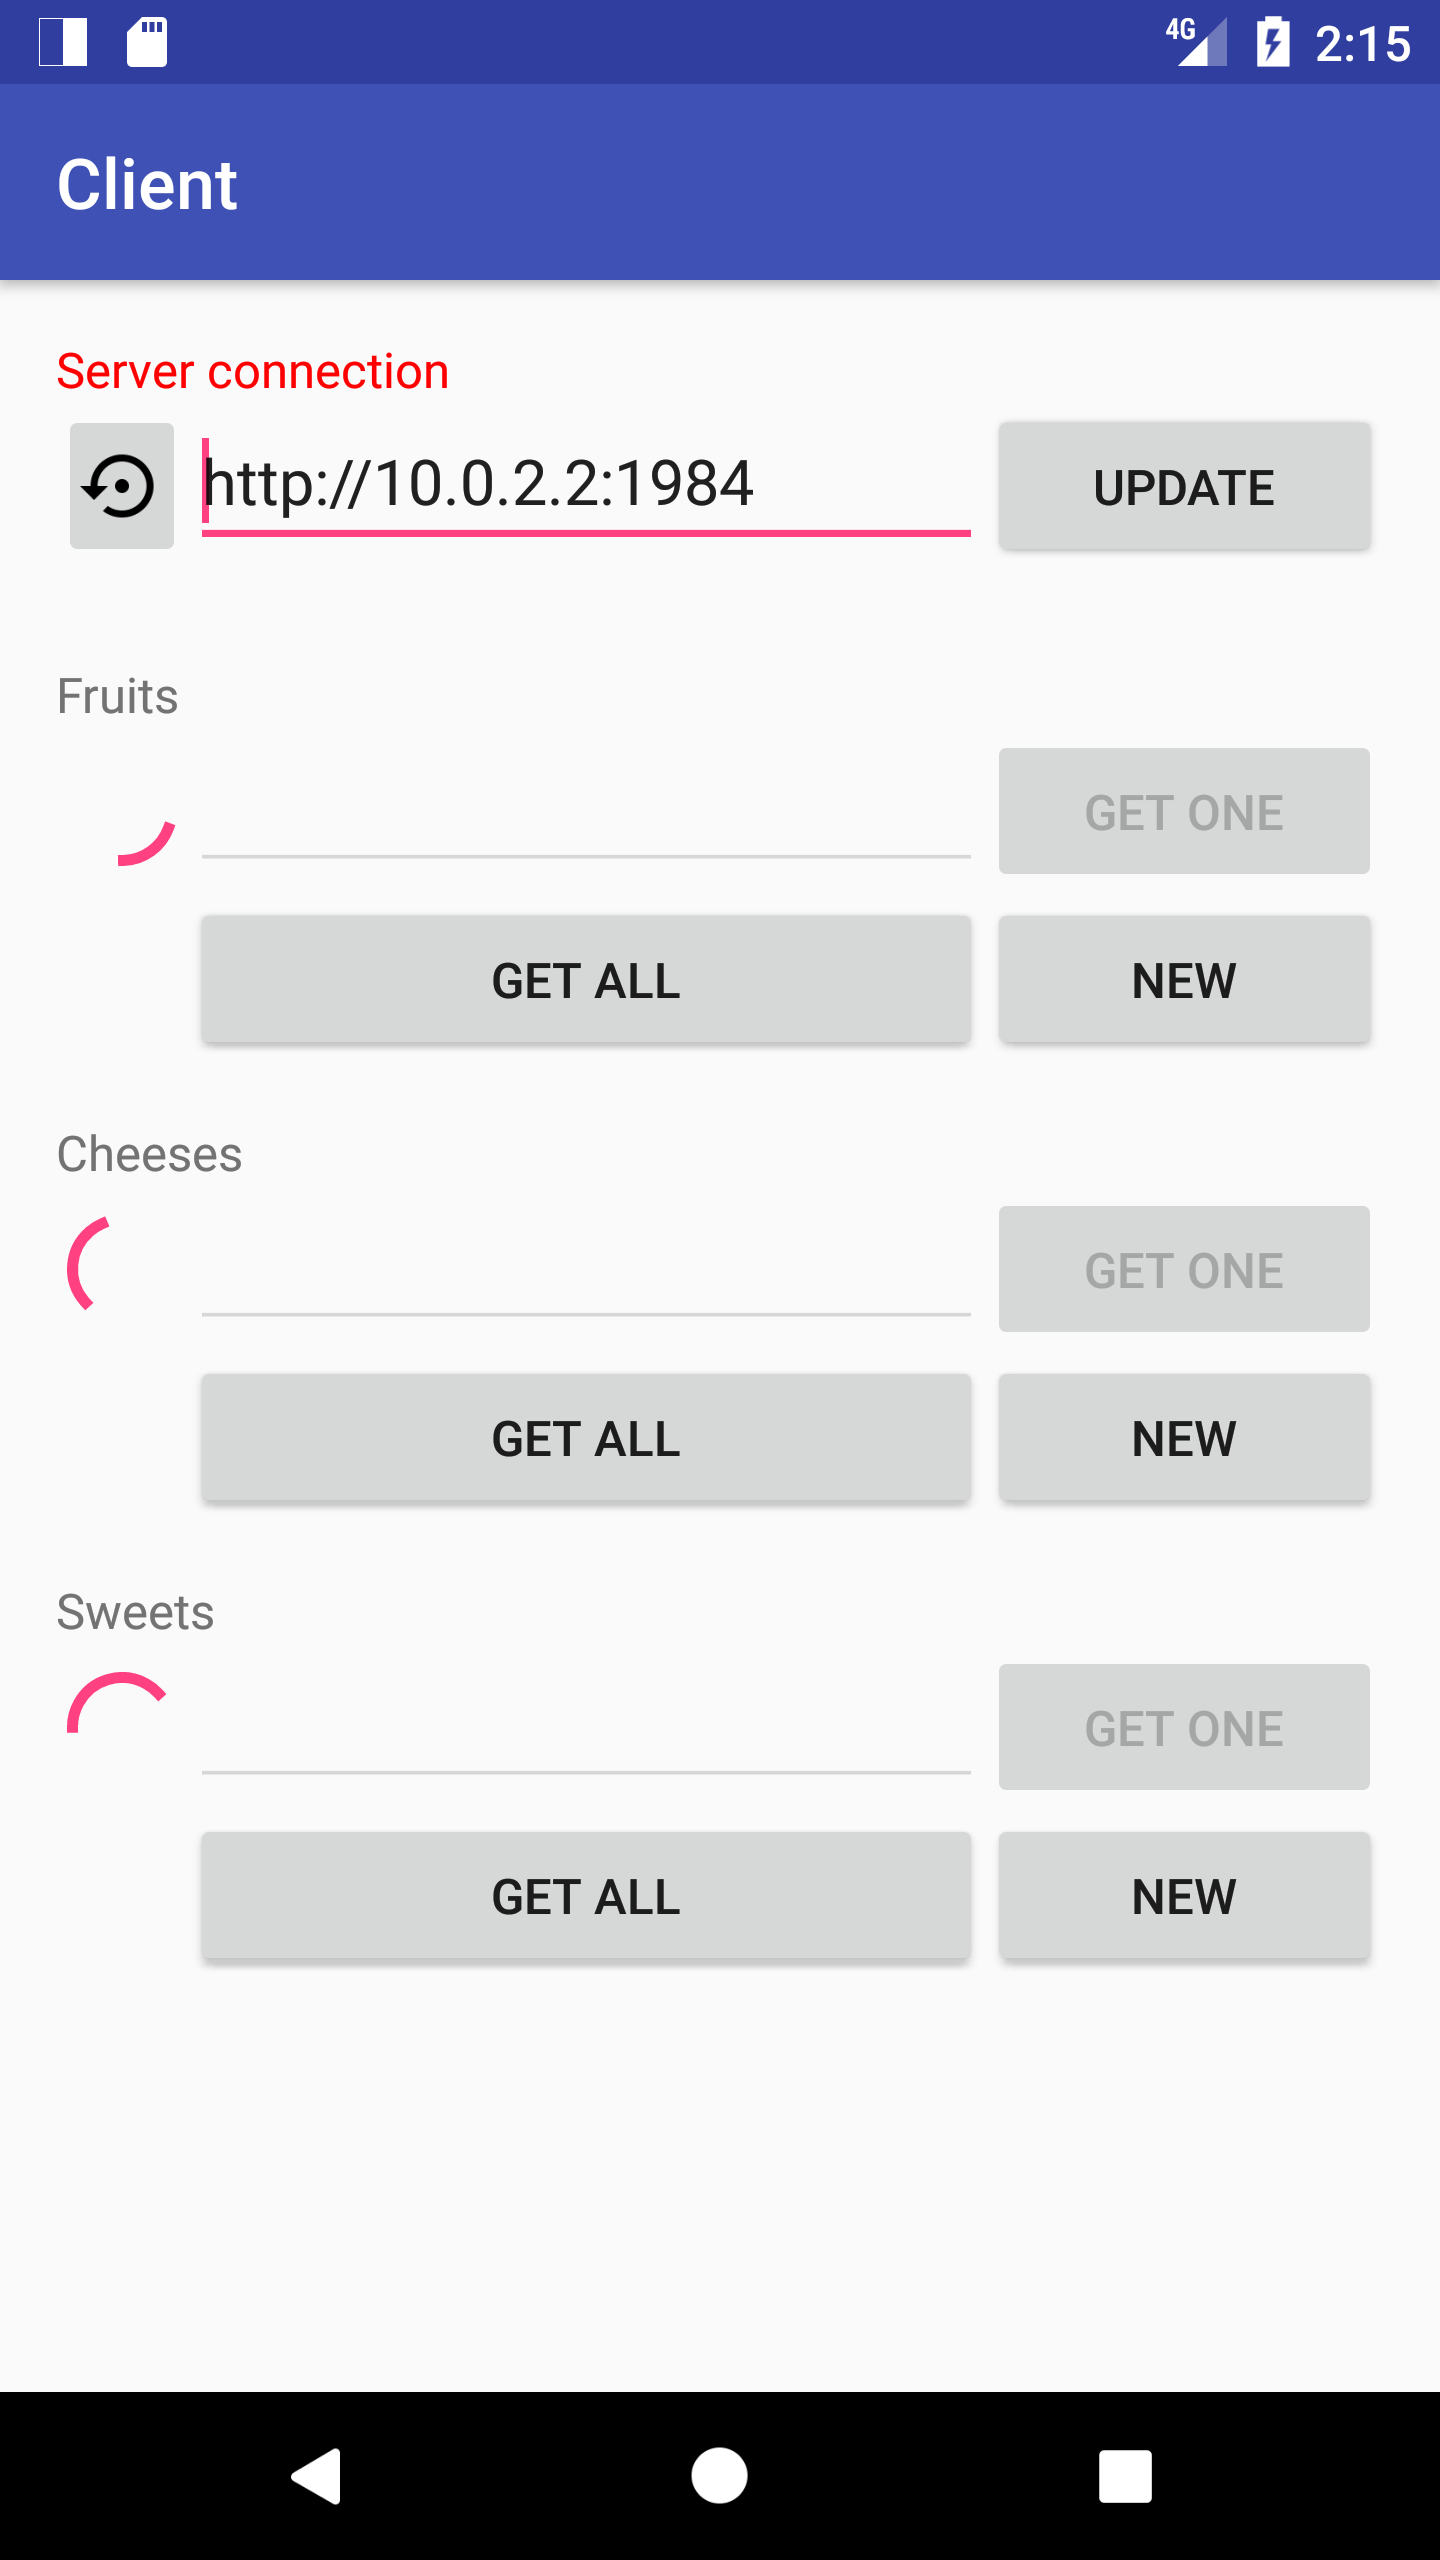 4G 2:15
Client
Server connection
http://10.0.2.2:1984 UPDATE
Fruits
GET ONE
GET ALL NEW
Cheeses
GET ONE
GET ALL NEW
Sweets
GET ONE
GET ALL NEW